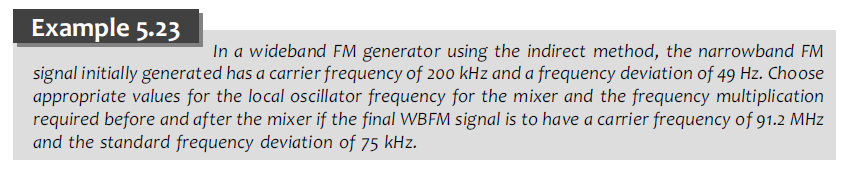 Example 5.23
In a wideband FM generator using the indirect method, the narrowband FM
signal initially generated has a carrier frequency of 200 kHz and a frequency deviation of 49 Hz. Choose
appropriate values for the local oscillator frequency for the mixer and the frequency multiplication
required before and after the mixer if the final WBFM signal is to have a carrier frequency of 91.2 MHz
and the standard frequency deviation of 75 kHz.